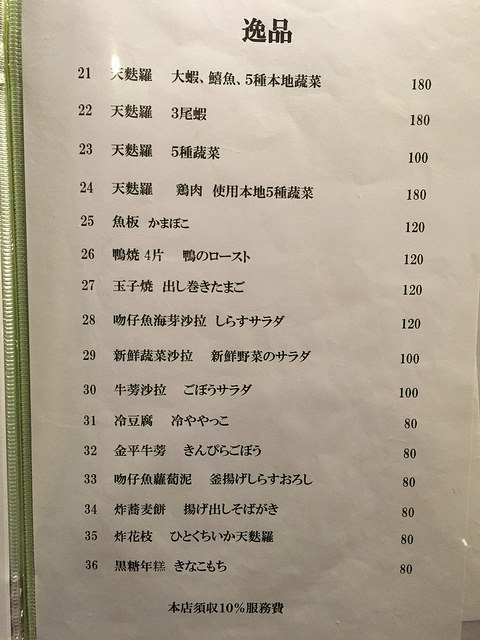 逸品
21 天麩羅 大蝦、鱚魚、5種本地蔬菜 180
22 天麩羅 3尾蝦 180
23 天麩羅 5種蔬菜 100
24 天麩羅 鶏肉 使用本地5種蔬菜 180
25 魚板 かまぼこ 120
26 鴨焼 4片 鴨のロースト 120
27 玉子焼 出し巻きたまご 120
28 吻仔魚海芽沙拉 しらすサラダ 120
29 新鮮蔬菜沙拉 新鮮野菜のサラダ 100
30 牛蒡沙拉 ごぼうサラダ 100
31 冷豆腐 冷ややっこ 80
32 金平牛蒡 きんぴらごぼう 80
33 吻仔魚蘿蔔泥 釜揚げしらすおろし 80
34 炸蕎麦餅 揚げ出しそばがき 80
35 炸花枝 ひとくちいか天麩羅 80
36 黒糖年糕 きなこもち 80
本店須収10%服務費